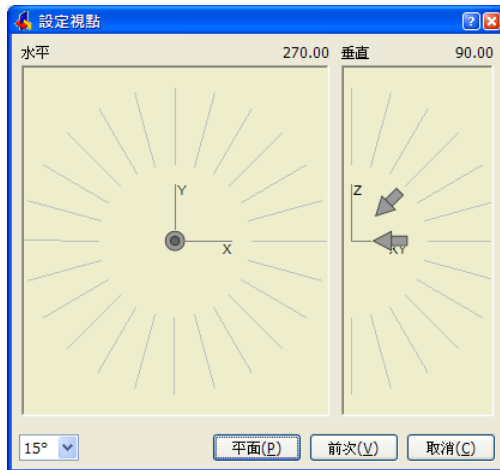 設定視點
水平 270.00 垂直 90.00
Y
Z
X
XY
15°
平面(P) 前次(V) 取消(C)